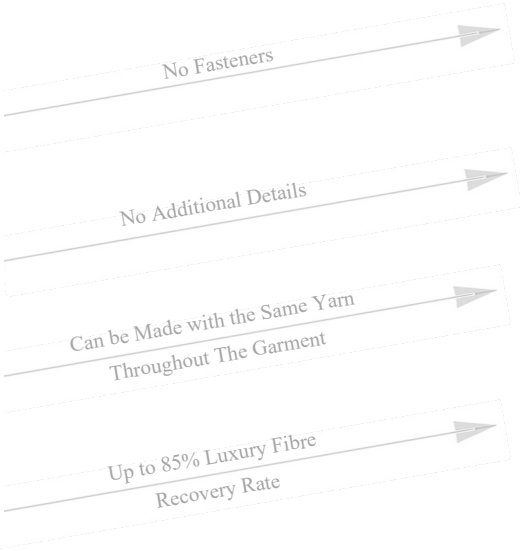 No Fasteners
No Additional Details
Can be Made with the Same Yarn
Throughout The Garment
Up to 85% Luxury Fibre
Recovery Rate